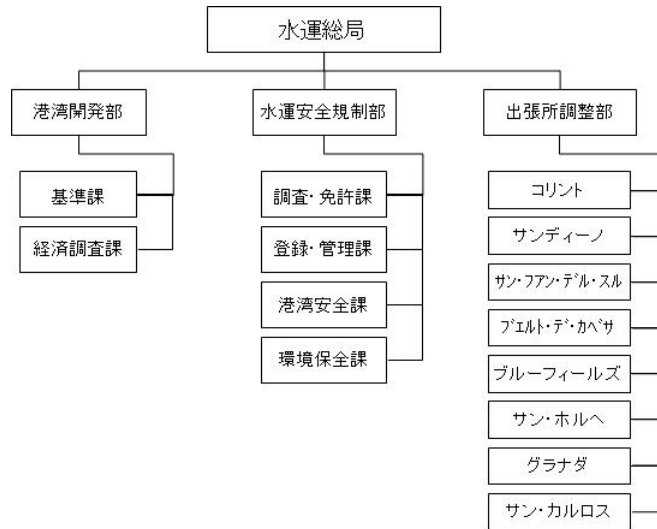 水運総局
港湾開発部
水運安全規制部
出張所調整部
基準課
経済調査課
調査・免許課
登録・管理課
港湾安全課
環境保全課
コリント
サンディーノ
サン・フアン・デル・スル
プエルト・デ・カベサ
ブルーフィールズ
サン・ホルヘ
グラナダ
サン・カルロス